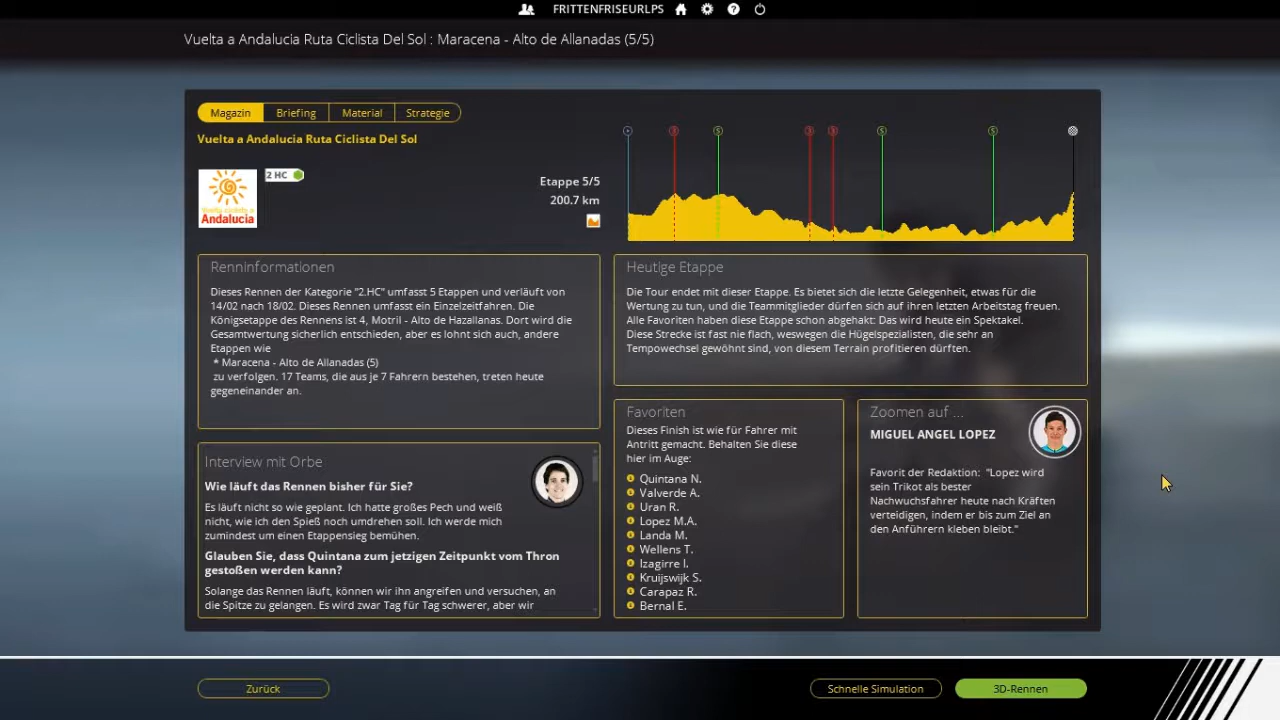 FRITTENFRISEURLPS
Vuelta a Andalucia Ruta Ciclista Del Sol : Maracena - Alto de Allanadas (5/5)
Magazin
Briefing
Material
Strategie
Vuelta a Andalucia Ruta Ciclista Del Sol
2 HC
Andalucia
Etappe 5/5
200.7 km
Renninformationen
Dieses Rennen der Kategorie "2.HC" umfasst 5 Etappen und verläuft von
14/02 nach 18/02. Dieses Rennen umfasst ein Einzelzeitfahren. Die
Königsetappe des Rennens ist 4, Motril - Alto de Hazallanas. Dort wird die
Gesamtwertung sicherlich entschieden, aber es lohnt sich auch, andere
Etappen wie
* Maracena - Alto de Allanadas (5)
zu verfolgen. 17 Teams, die aus je 7 Fahrern bestehen, treten heute
gegeneinander an.
Heutige Etappe
Die Tour endet mit dieser Etappe. Es bietet sich die letzte Gelegenheit, etwas für die
Wertung zu tun, und die Teammitglieder dürfen sich auf ihren letzten Arbeitstag freuen.
Alle Favoriten haben diese Etappe schon abgehakt: Das wird heute ein Spektakel.
Diese Strecke ist fast nie flach, weswegen die Hügelspezialisten, die sehr an
Tempowechsel gewöhnt sind, von diesem Terrain profitieren dürften.
Interview mit Orbe
Wie läuft das Rennen bisher für Sie?
Es läuft nicht so wie geplant. Ich hatte großes Pech und weiß
nicht, wie ich den Spieß noch umdrehen soll. Ich werde mich
zumindest um einen Etappensieg bemühen.
Glauben Sie, dass Quintana zum jetzigen Zeitpunkt vom Thron
gestoßen werden kann?
Solange das Rennen läuft, können wir ihn angreifen und versuchen, an
die Spitze zu gelangen. Es wird zwar Tag für Tag schwerer, aber wir
Favoriten
Dieses Finish ist wie für Fahrer mit
Antritt gemacht. Behalten Sie diese
hier im Auge:
Quintana N.
Valverde A.
Uran R.
Lopez M.A.
Landa M.
Wellens T.
Izagirre I.
Kruijswijk S.
Carapaz R.
Bernal E.
Zoomen auf ...
MIGUEL ANGEL LOPEZ
Favorit der Redaktion: "Lopez wird
sein Trikot als bester
Nachwuchsfahrer heute nach Kräften
verteidigen, indem er bis zum Ziel an
den Anführern kleben bleibt."
Zurück
Schnelle Simulation
3D-Rennen